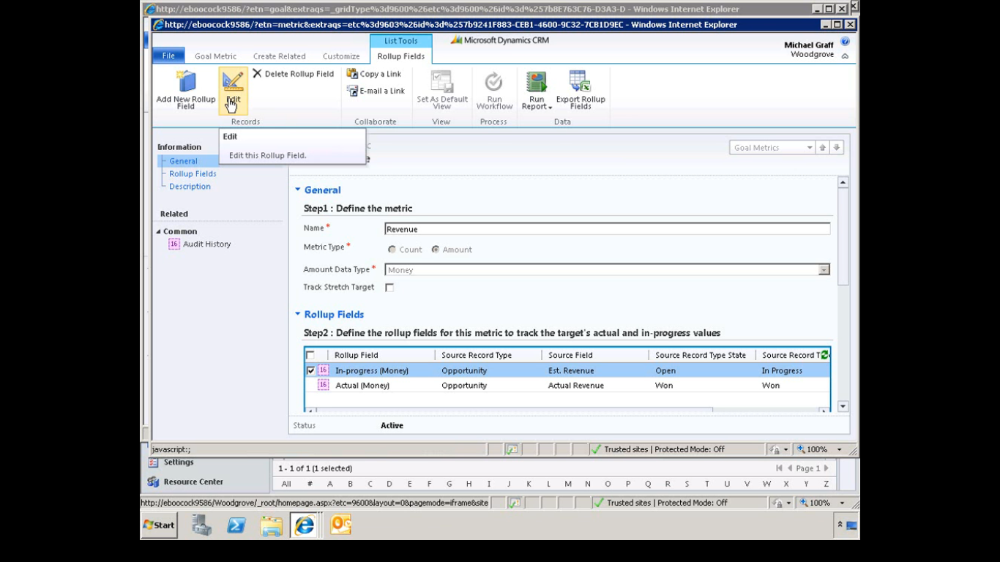 http://eboocock9586/?etn=goal&extraqs=_gridType%3d9600%26etc%3d9600%26id%3d%257b8E763C76-D3A3-D - Windows Internet Explorer
http://eboocock9586/?etn=metric&extraqs=etc%3d9603%26id%3d%257b9241F883-CEB1-4600-9C32-7CB1D9EC - Windows Internet Explorer
List Tools
Microsoft Dynamics CRM
File
Goal Metric
Create Related
Customize
Rollup Fields
Michael Graff
Woodgrove
Add New Rollup Field
Edit
Delete Rollup Field
Copy a Link
E-mail a Link
Set As Default View
Run Workflow
Run Report
Export Rollup Fields
Records
Collaborate
View
Process
Data
Edit
Edit this Rollup Field.
Information
General
Rollup Fields
Description
Related
Common
16 Audit History
Goal Metrics
General
Step1 : Define the metric
Name *
Revenue
Metric Type *
Count
Amount
Amount Data Type *
Money
Track Stretch Target
Rollup Fields
Step2 : Define the rollup fields for this metric to track the target's actual and in-progress values
Rollup Field Source Record Type Source Field Source Record Type State Source Record T
16 In-progress (Money) Opportunity Est. Revenue Open In Progress
16 Actual (Money) Opportunity Actual Revenue Won Won
Status Active
javascript:;
Trusted sites | Protected Mode: Off
100%
Settings
Resource Center
1 - 1 of 1 (1 selected)
Page 1
All # A B C D E F G H I J K L M N O P Q R S T U V W X Y Z
http://eboocock9586/Woodgrove/_root/homepage.aspx?etc=9600&layout=0&pagemode=iframe&site
Trusted sites | Protected Mode: Off
100%
Start